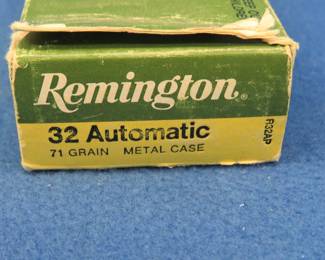 Remington®
32 Automatic
71 GRAIN METAL CASE
R32AP